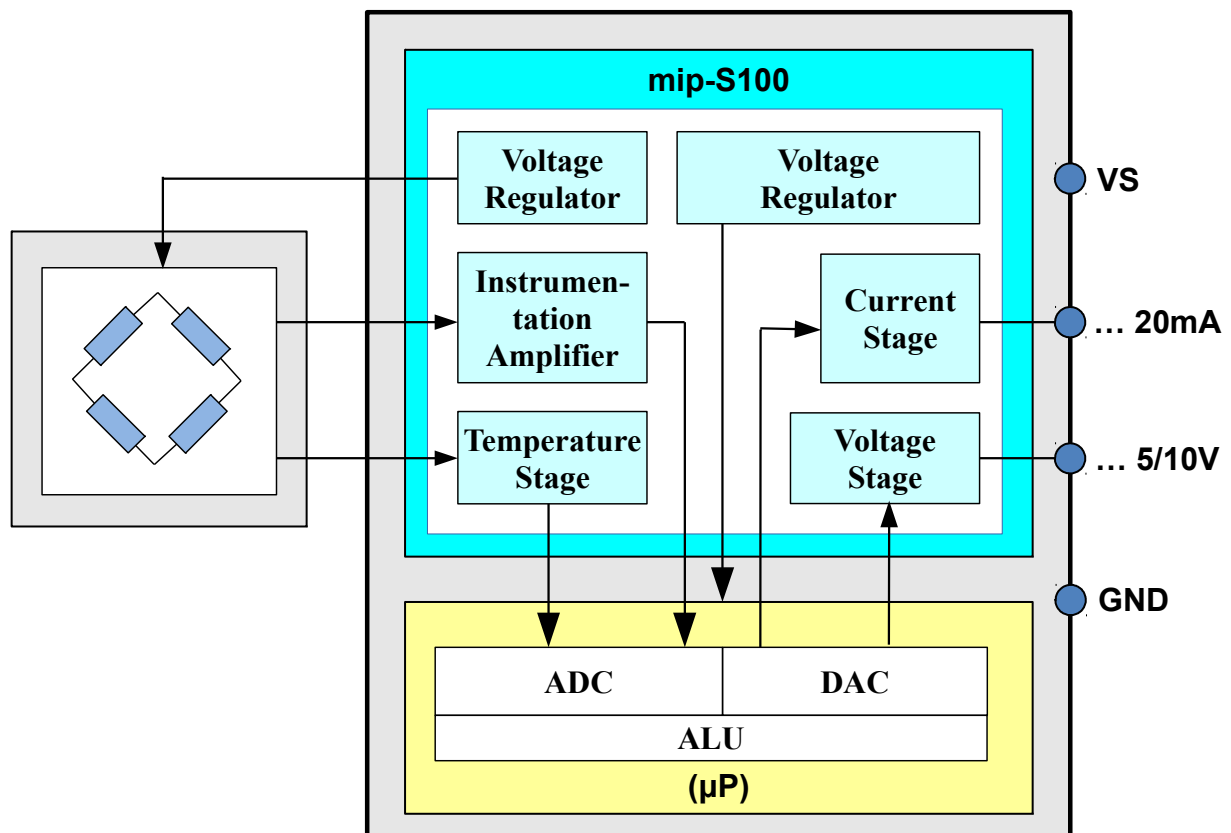 mip-S100
Voltage
Regulator
Voltage
Regulator
VS
Instrumen-
tation
Amplifier
Current
Stage
... 20mA
Temperature
Stage
Voltage
Stage
... 5/10V
GND
ADC
DAC
ALU
(µP)